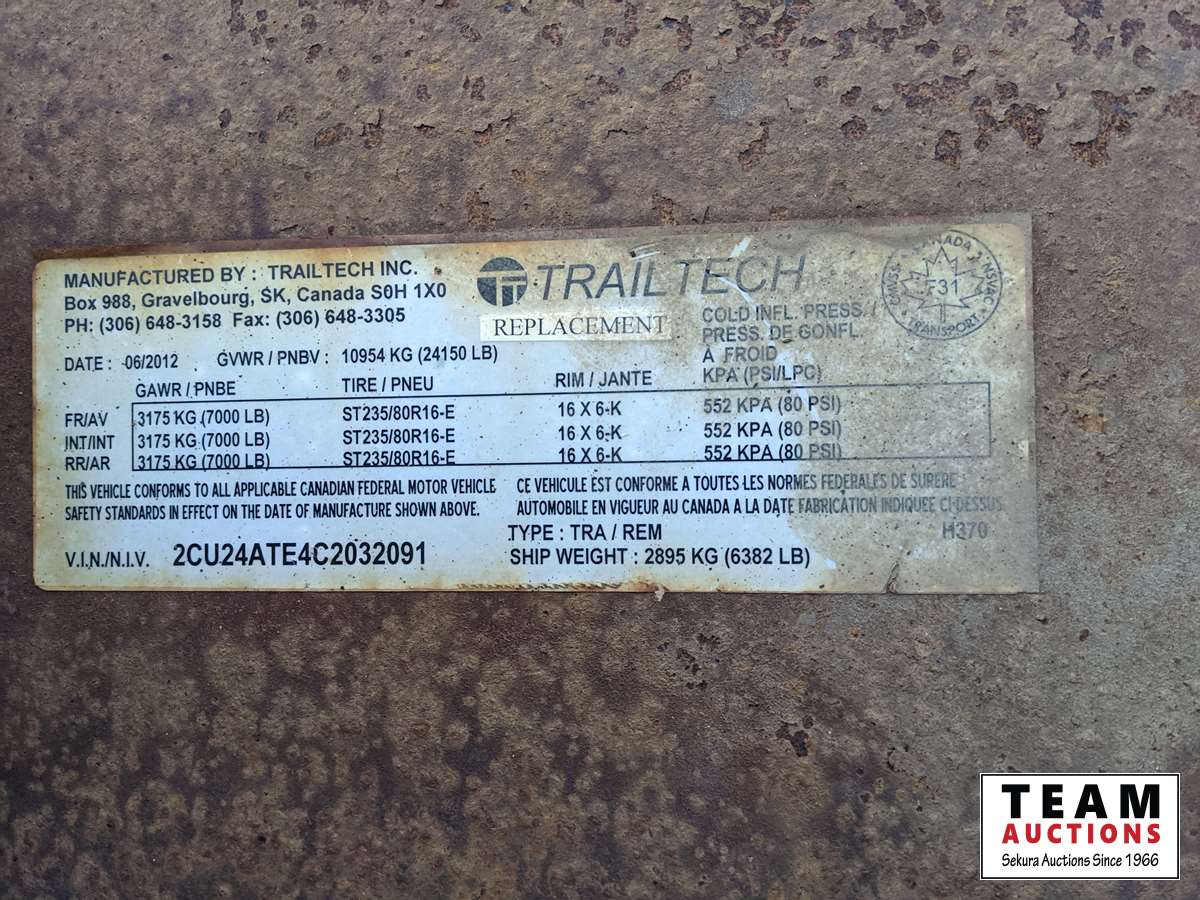 MANUFACTURED BY : TRAILTECH INC.
Box 988, Gravelbourg, SK, Canada S0H 1X0
PH: (306) 648-3158 Fax: (306) 648-3305
TRAILTECH
REPLACEMENT
CANADA
CMVSS NSVAC
F31
TRANSPORT
COLD INFL. PRESS. /
PRESS. DE GONFL.
À FROID
KPA (PSI/LPC)
DATE : 06/2012 GVWR / PNBV : 10954 KG (24150 LB)
GAWR / PNBE TIRE / PNEU RIM / JANTE
FR/AV 3175 KG (7000 LB) ST235/80R16-E 16 X 6-K 552 KPA (80 PSI)
INT/INT 3175 KG (7000 LB) ST235/80R16-E 16 X 6-K 552 KPA (80 PSI)
RR/AR 3175 KG (7000 LB) ST235/80R16-E 16 X 6-K 552 KPA (80 PSI)
THIS VEHICLE CONFORMS TO ALL APPLICABLE CANADIAN FEDERAL MOTOR VEHICLE
SAFETY STANDARDS IN EFFECT ON THE DATE OF MANUFACTURE SHOWN ABOVE.
CE VEHICULE EST CONFORME A TOUTES LES NORMES FEDERALES DE SURERE
AUTOMOBILE EN VIGUEUR AU CANADA A LA DATE FABRICATION INDIQUEE CI-DESSUS
H370
V.I.N./N.I.V. 2CU24ATE4C2032091
TYPE : TRA / REM
SHIP WEIGHT : 2895 KG (6382 LB)
TEAM
AUCTIONS
Sekura Auctions Since 1966